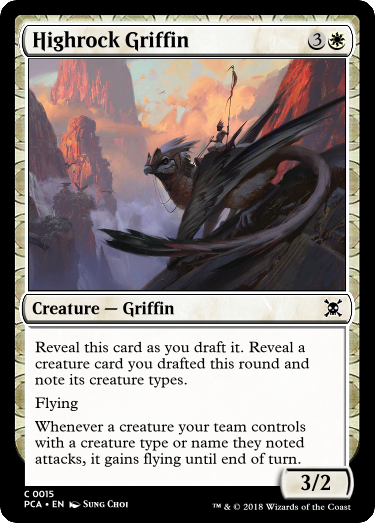 Highrock Griffin 3
Creature — Griffin
Reveal this card as you draft it. Reveal a
creature card you drafted this round and
note its creature types.
Flying
Whenever a creature your team controls
with a creature type or name they noted
attacks, it gains flying until end of turn.
3/2
C 0015
PCA • EN Sung Choi
™ & © 2018 Wizards of the Coast